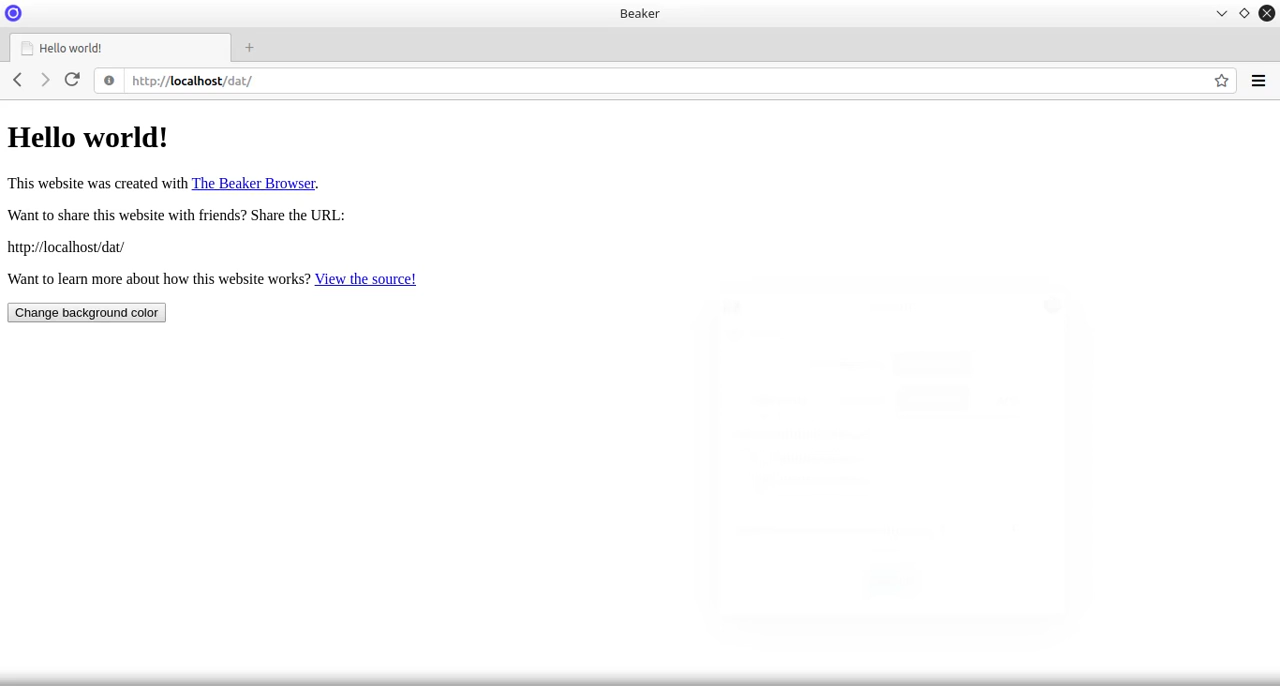 Beaker
Hello world!
http://localhost/dat/
Hello world!
This website was created with The Beaker Browser.
Want to share this website with friends? Share the URL:
http://localhost/dat/
Want to learn more about how this website works? View the source!
Change background color